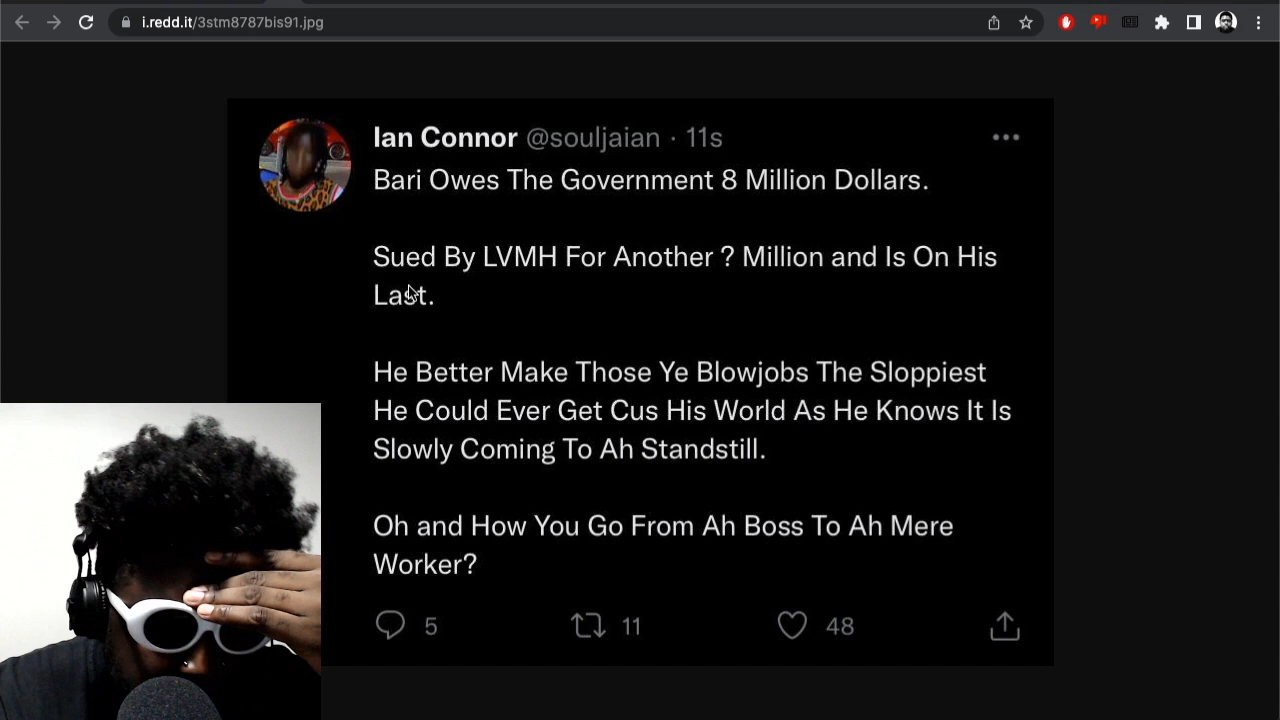 i.redd.it/3stm8787bis91.jpg
Ian Connor @souljaian · 11s
Bari Owes The Government 8 Million Dollars.
Sued By LVMH For Another ? Million and Is On His
Last.
He Better Make Those Ye Blowjobs The Sloppiest
He Could Ever Get Cus His World As He Knows It Is
Slowly Coming To Ah Standstill.
Oh and How You Go From Ah Boss To Ah Mere
Worker?
5 11 48